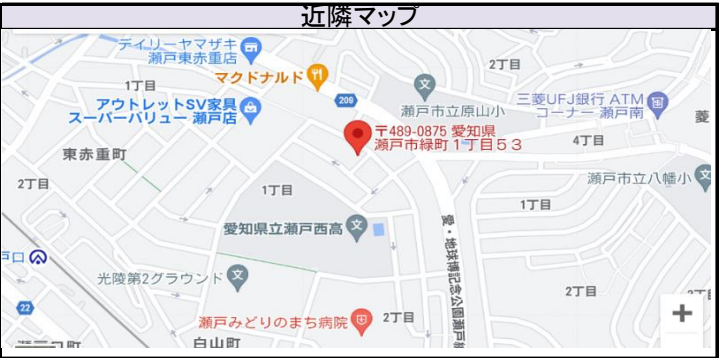 近隣マップ
デイリーヤマザキ
瀬戸東赤重店
2丁目
マクドナルド
1丁目
209
アウトレットSV家具
スーパーバリュー 瀬戸店
瀬戸市立原山小
三菱UFJ銀行 ATM
コーナー 瀬戸南
菱
〒489-0875 愛知県
瀬戸市緑町１丁目５３
4丁目
東赤重町
2丁目
瀬戸市立八幡小
1丁目
1丁目
愛知県立瀬戸西高
愛・地球博記念公園瀬戸線
戸口
光陵第2グラウンド
2丁目
22
瀬戸みどりのまち病院
2丁目
白山町
+